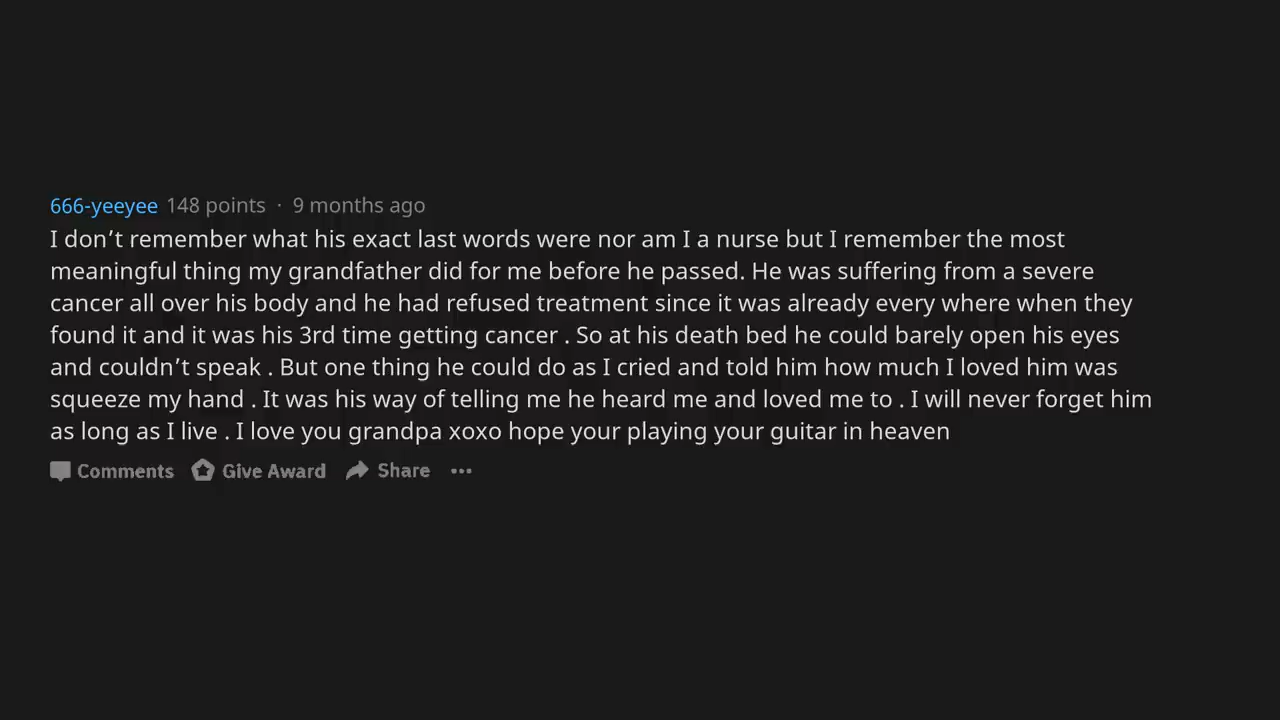 666-yeeyee 148 points · 9 months ago
I don’t remember what his exact last words were nor am I a nurse but I remember the most
meaningful thing my grandfather did for me before he passed. He was suffering from a severe
cancer all over his body and he had refused treatment since it was already every where when they
found it and it was his 3rd time getting cancer . So at his death bed he could barely open his eyes
and couldn’t speak . But one thing he could do as I cried and told him how much I loved him was
squeeze my hand . It was his way of telling me he heard me and loved me to . I will never forget him
as long as I live . I love you grandpa xoxo hope your playing your guitar in heaven
Comments Give Award Share ···